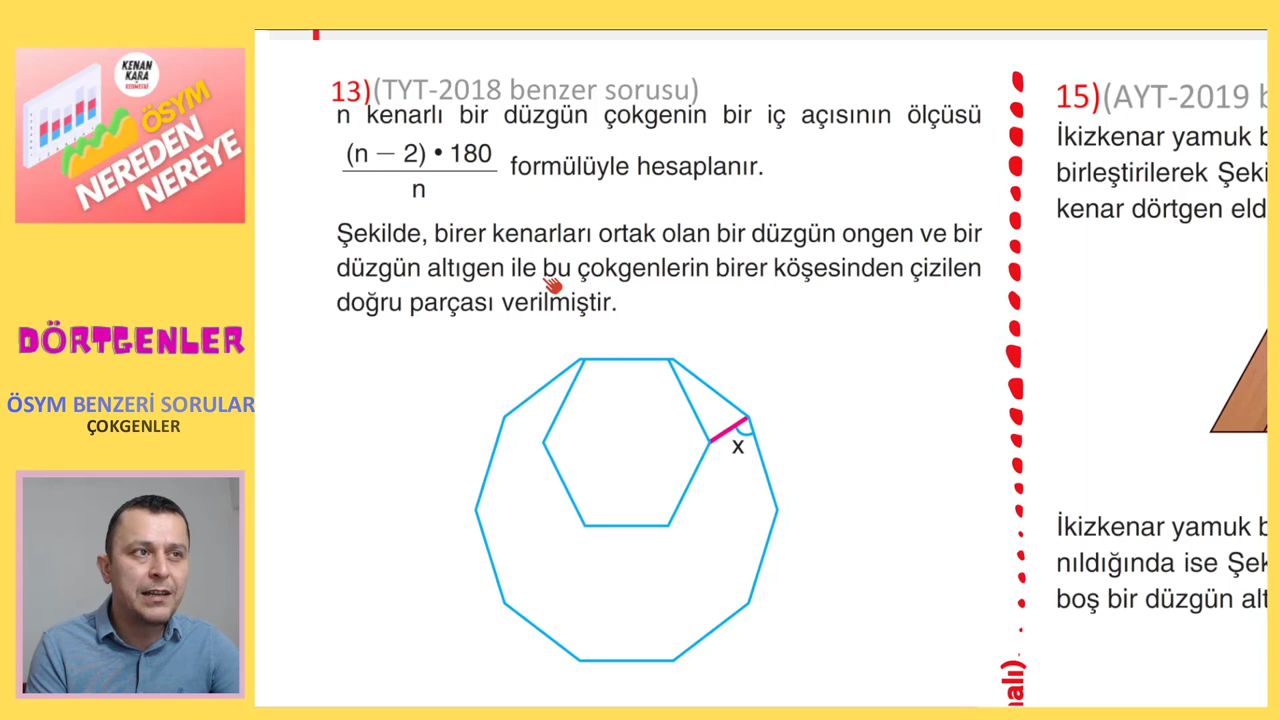 KENAN
KARA
ÖSYM
NEREDEN
NEREYE
DÖRTGENLER
ÖSYM BENZERİ SORULAR
ÇOKGENLER
13)(TYT-2018 benzer sorusu)
n kenarlı bir düzgün çokgenin bir iç açısının ölçüsü
(n − 2) • 180
n
formülüyle hesaplanır.
Şekilde, birer kenarları ortak olan bir düzgün ongen ve bir
düzgün altıgen ile bu çokgenlerin birer köşesinden çizilen
doğru parçası verilmiştir.
x
15)(AYT-2019 b
İkizkenar yamuk b
birleştirilerek Şeki
kenar dörtgen eld
İkizkenar yamuk b
nıldığında ise Şek
boş bir düzgün alt
nalı)